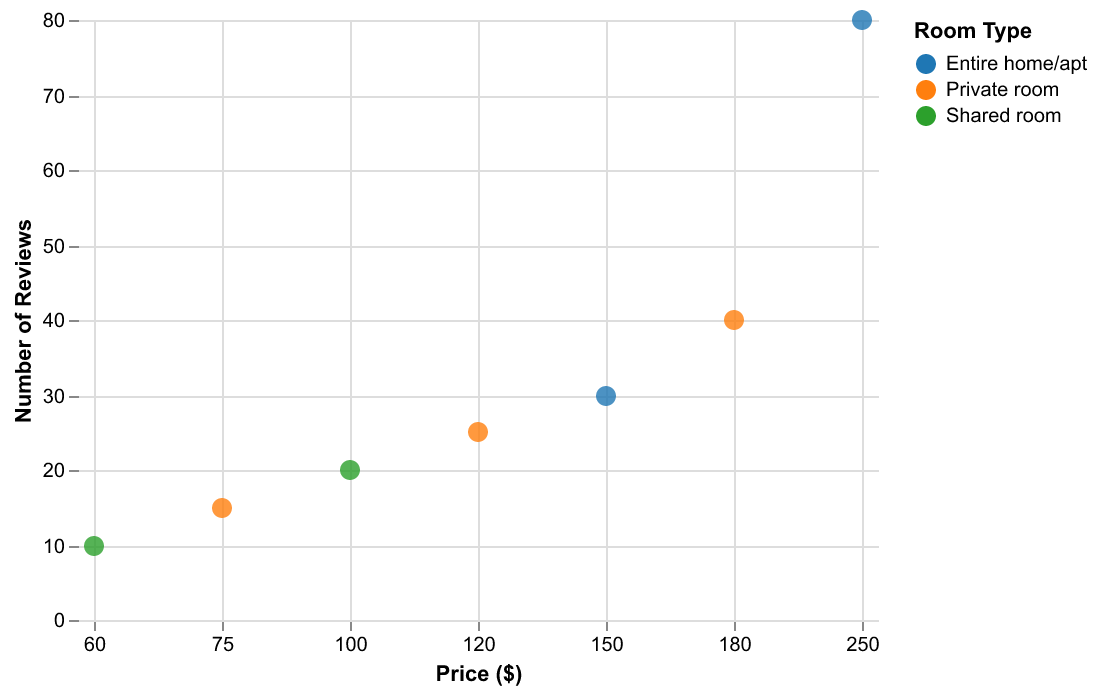 80
70
60
50
40
30
20
10
0
Number of Reviews
60 75 100 120 150 180 250
Price ($)
Room Type
Entire home/apt
Private room
Shared room